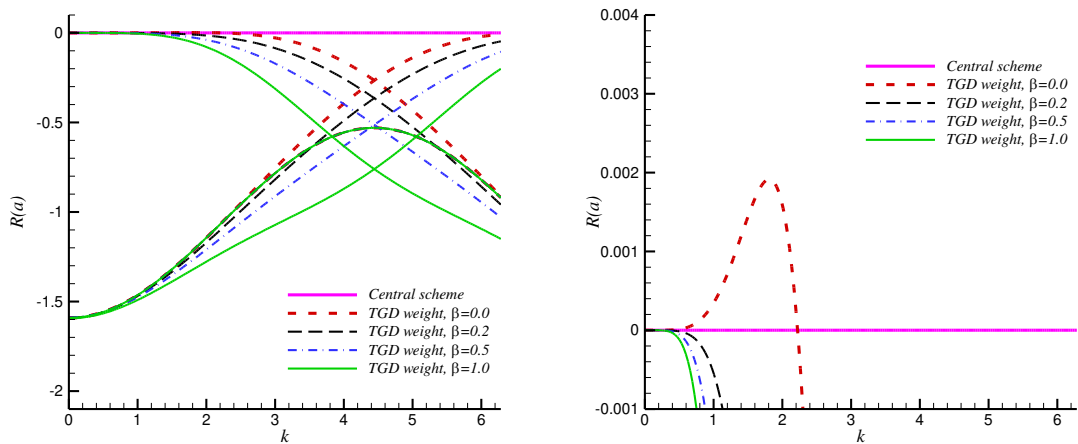 0
-0.5
-1
-1.5
-2
R(a)
0
1
2
3
4
5
6
k
Central scheme
TGD weight, β=0.0
TGD weight, β=0.2
TGD weight, β=0.5
TGD weight, β=1.0
0.004
0.003
0.002
0.001
0
-0.001
R(a)
0
1
2
3
4
5
6
k
Central scheme
TGD weight, β=0.0
TGD weight, β=0.2
TGD weight, β=0.5
TGD weight, β=1.0